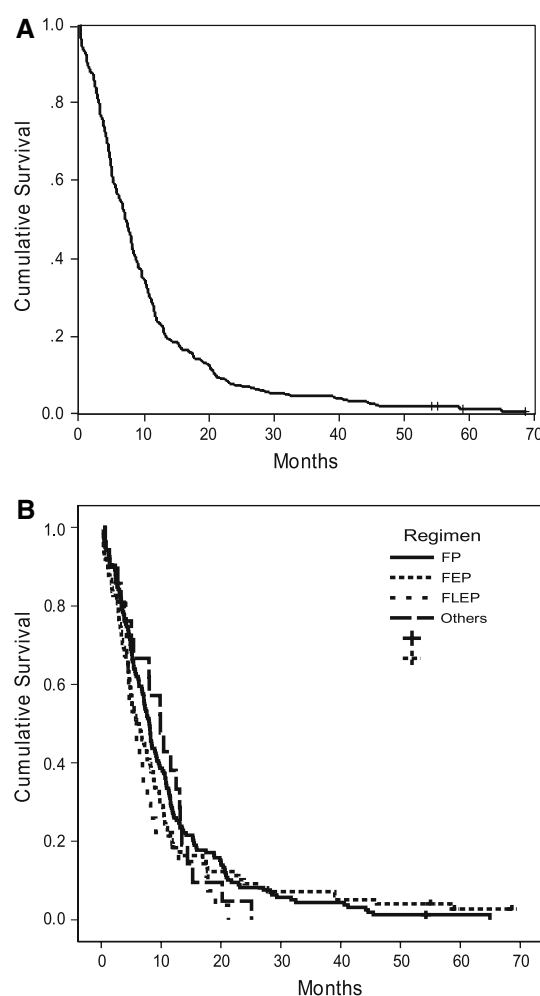 A
1.0
.8
.6
.4
.2
0.0
Cumulative Survival
0 10 20 30 40 50 60 70
Months
B
1.0
0.8
0.6
0.4
0.2
0.0
Cumulative Survival
Regimen
FP
FEP
FLEP
Others
0 10 20 30 40 50 60 70
Months